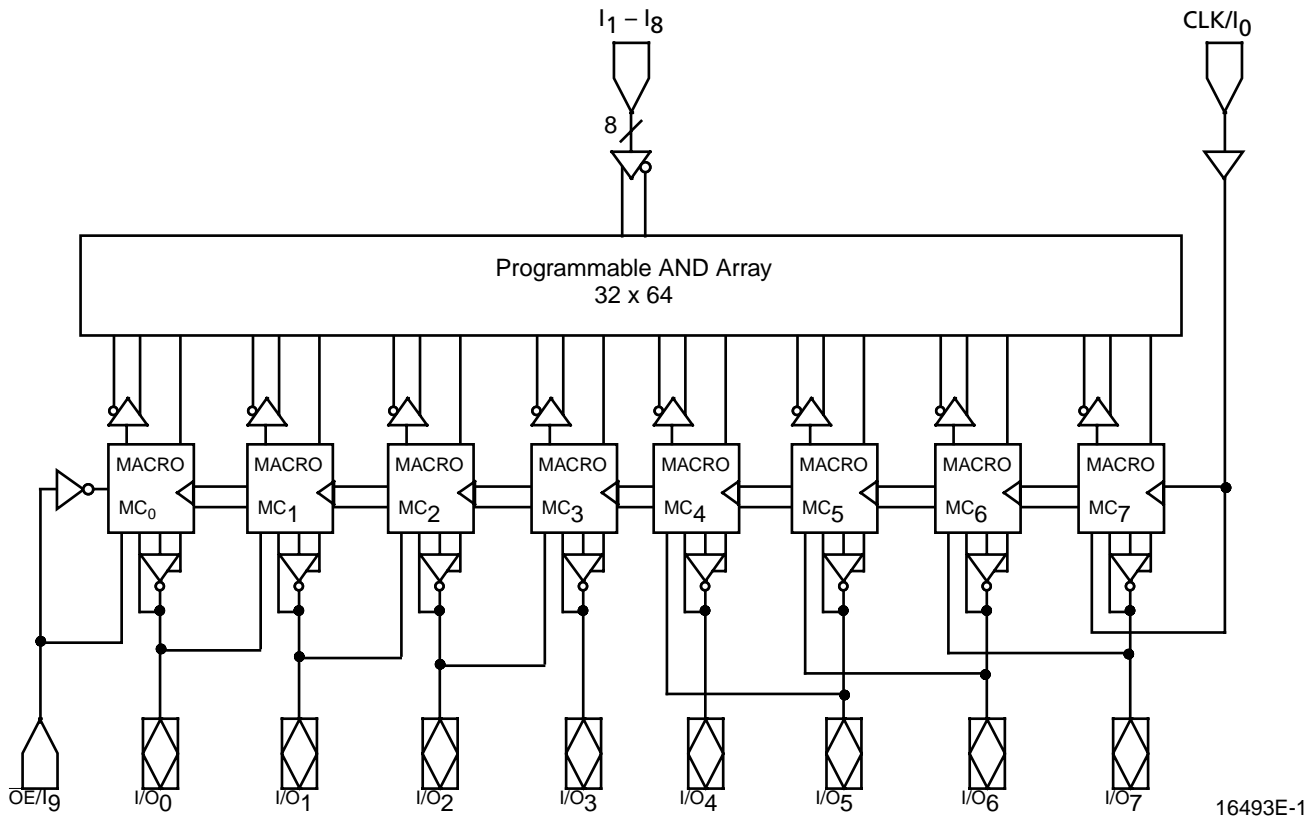 I1 – I8
CLK/I0
8
Programmable AND Array
32 x 64
MACRO
MC0
MACRO
MC1
MACRO
MC2
MACRO
MC3
MACRO
MC4
MACRO
MC5
MACRO
MC6
MACRO
MC7
OE/I9
I/O0
I/O1
I/O2
I/O3
I/O4
I/O5
I/O6
I/O7
16493E-1